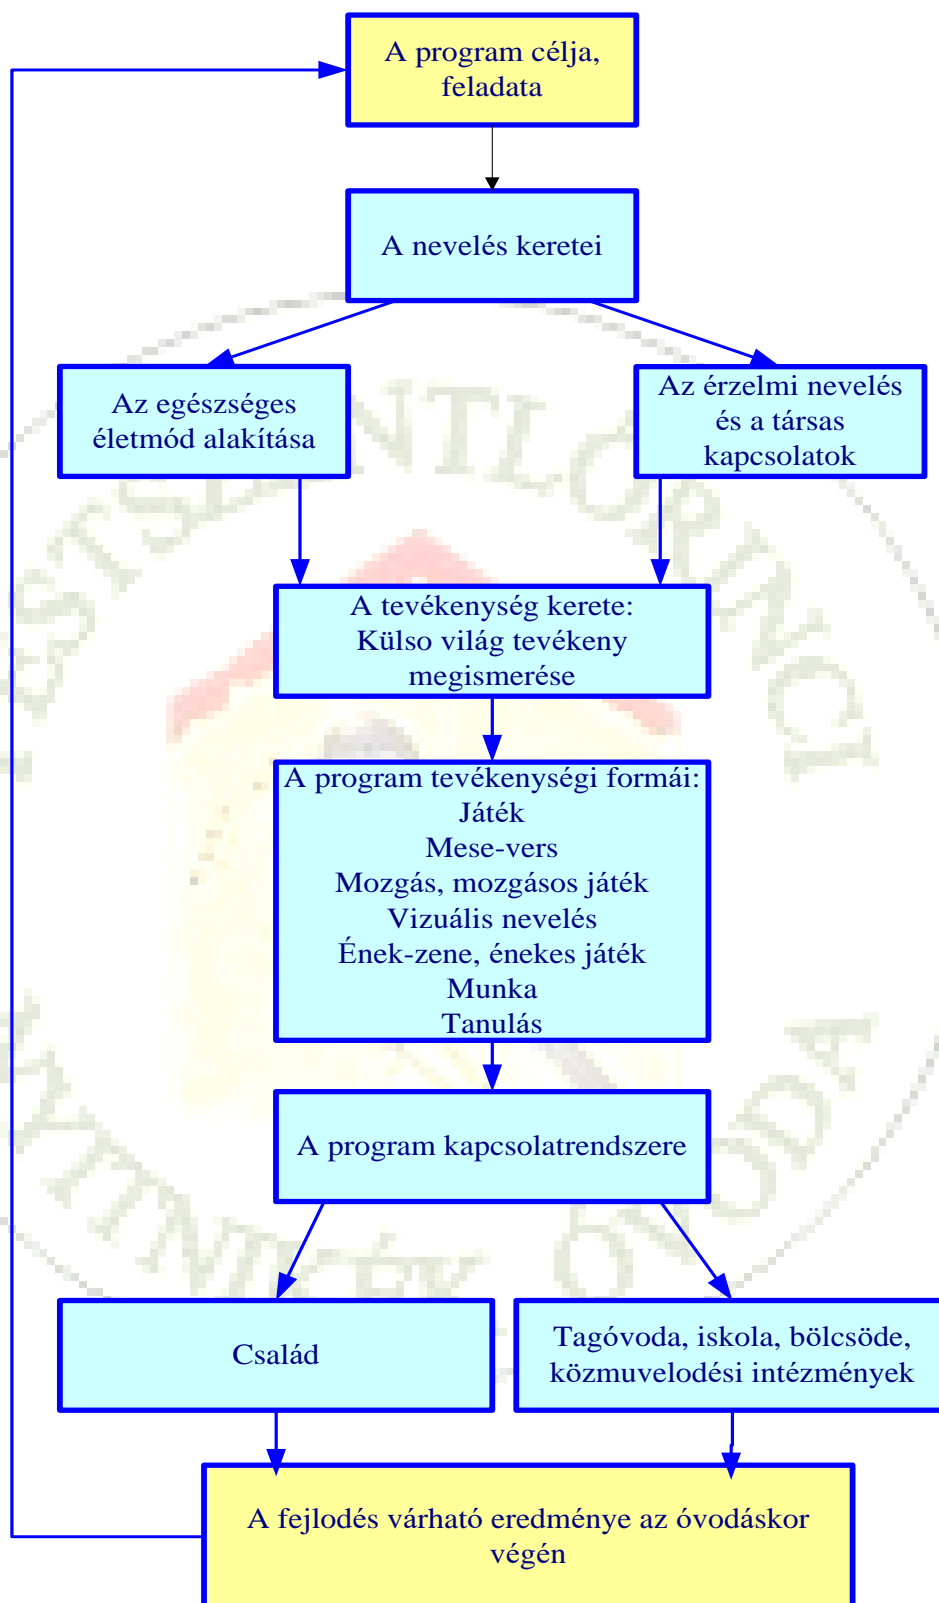 A program célja,
feladata
A nevelés keretei
Az egészséges
életmód alakítása
Az érzelmi nevelés
és a társas
kapcsolatok
A tevékenység kerete:
Külso világ tevékeny
megismerése
A program tevékenységi formái:
Játék
Mese-vers
Mozgás, mozgásos játék
Vizuális nevelés
Ének-zene, énekes játék
Munka
Tanulás
A program kapcsolatrendszere
Család
Tagóvoda, iskola, bölcsöde,
közmuvelodési intézmények
A fejlodés várható eredménye az óvodáskor
végén
ÓVODA